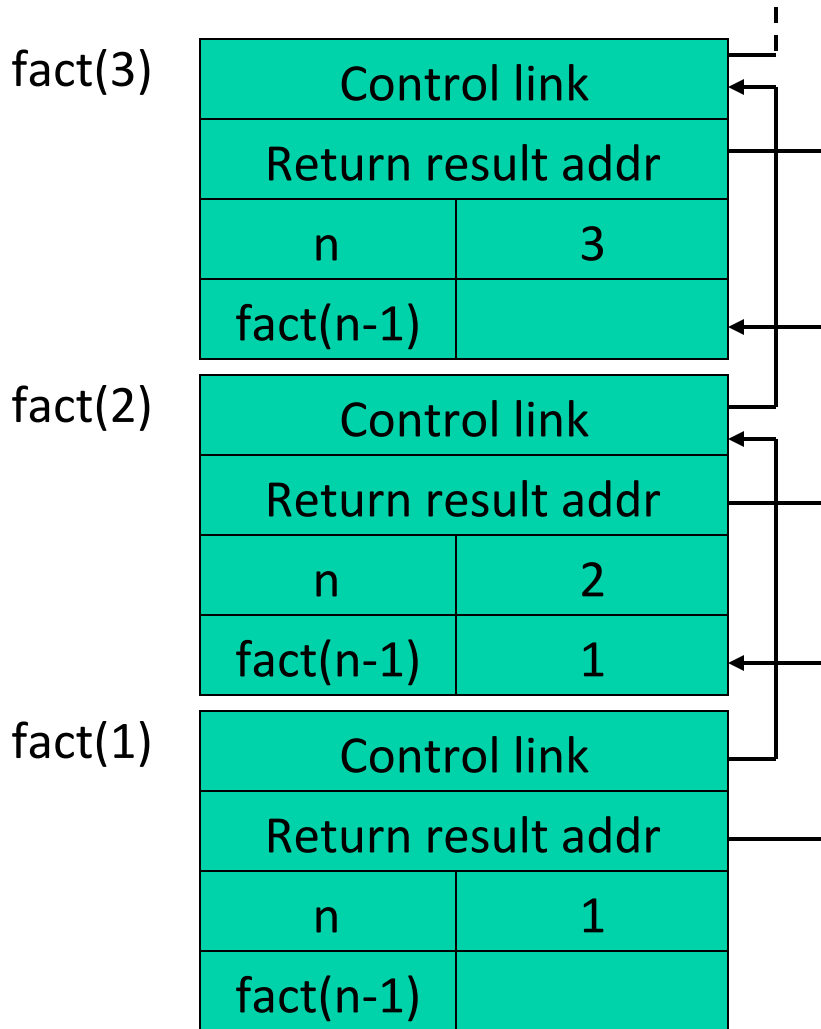 fact(3)
Control link
Return result addr
n 3
fact(n-1)
fact(2)
Control link
Return result addr
n 2
fact(n-1) 1
fact(1)
Control link
Return result addr
n 1
fact(n-1)